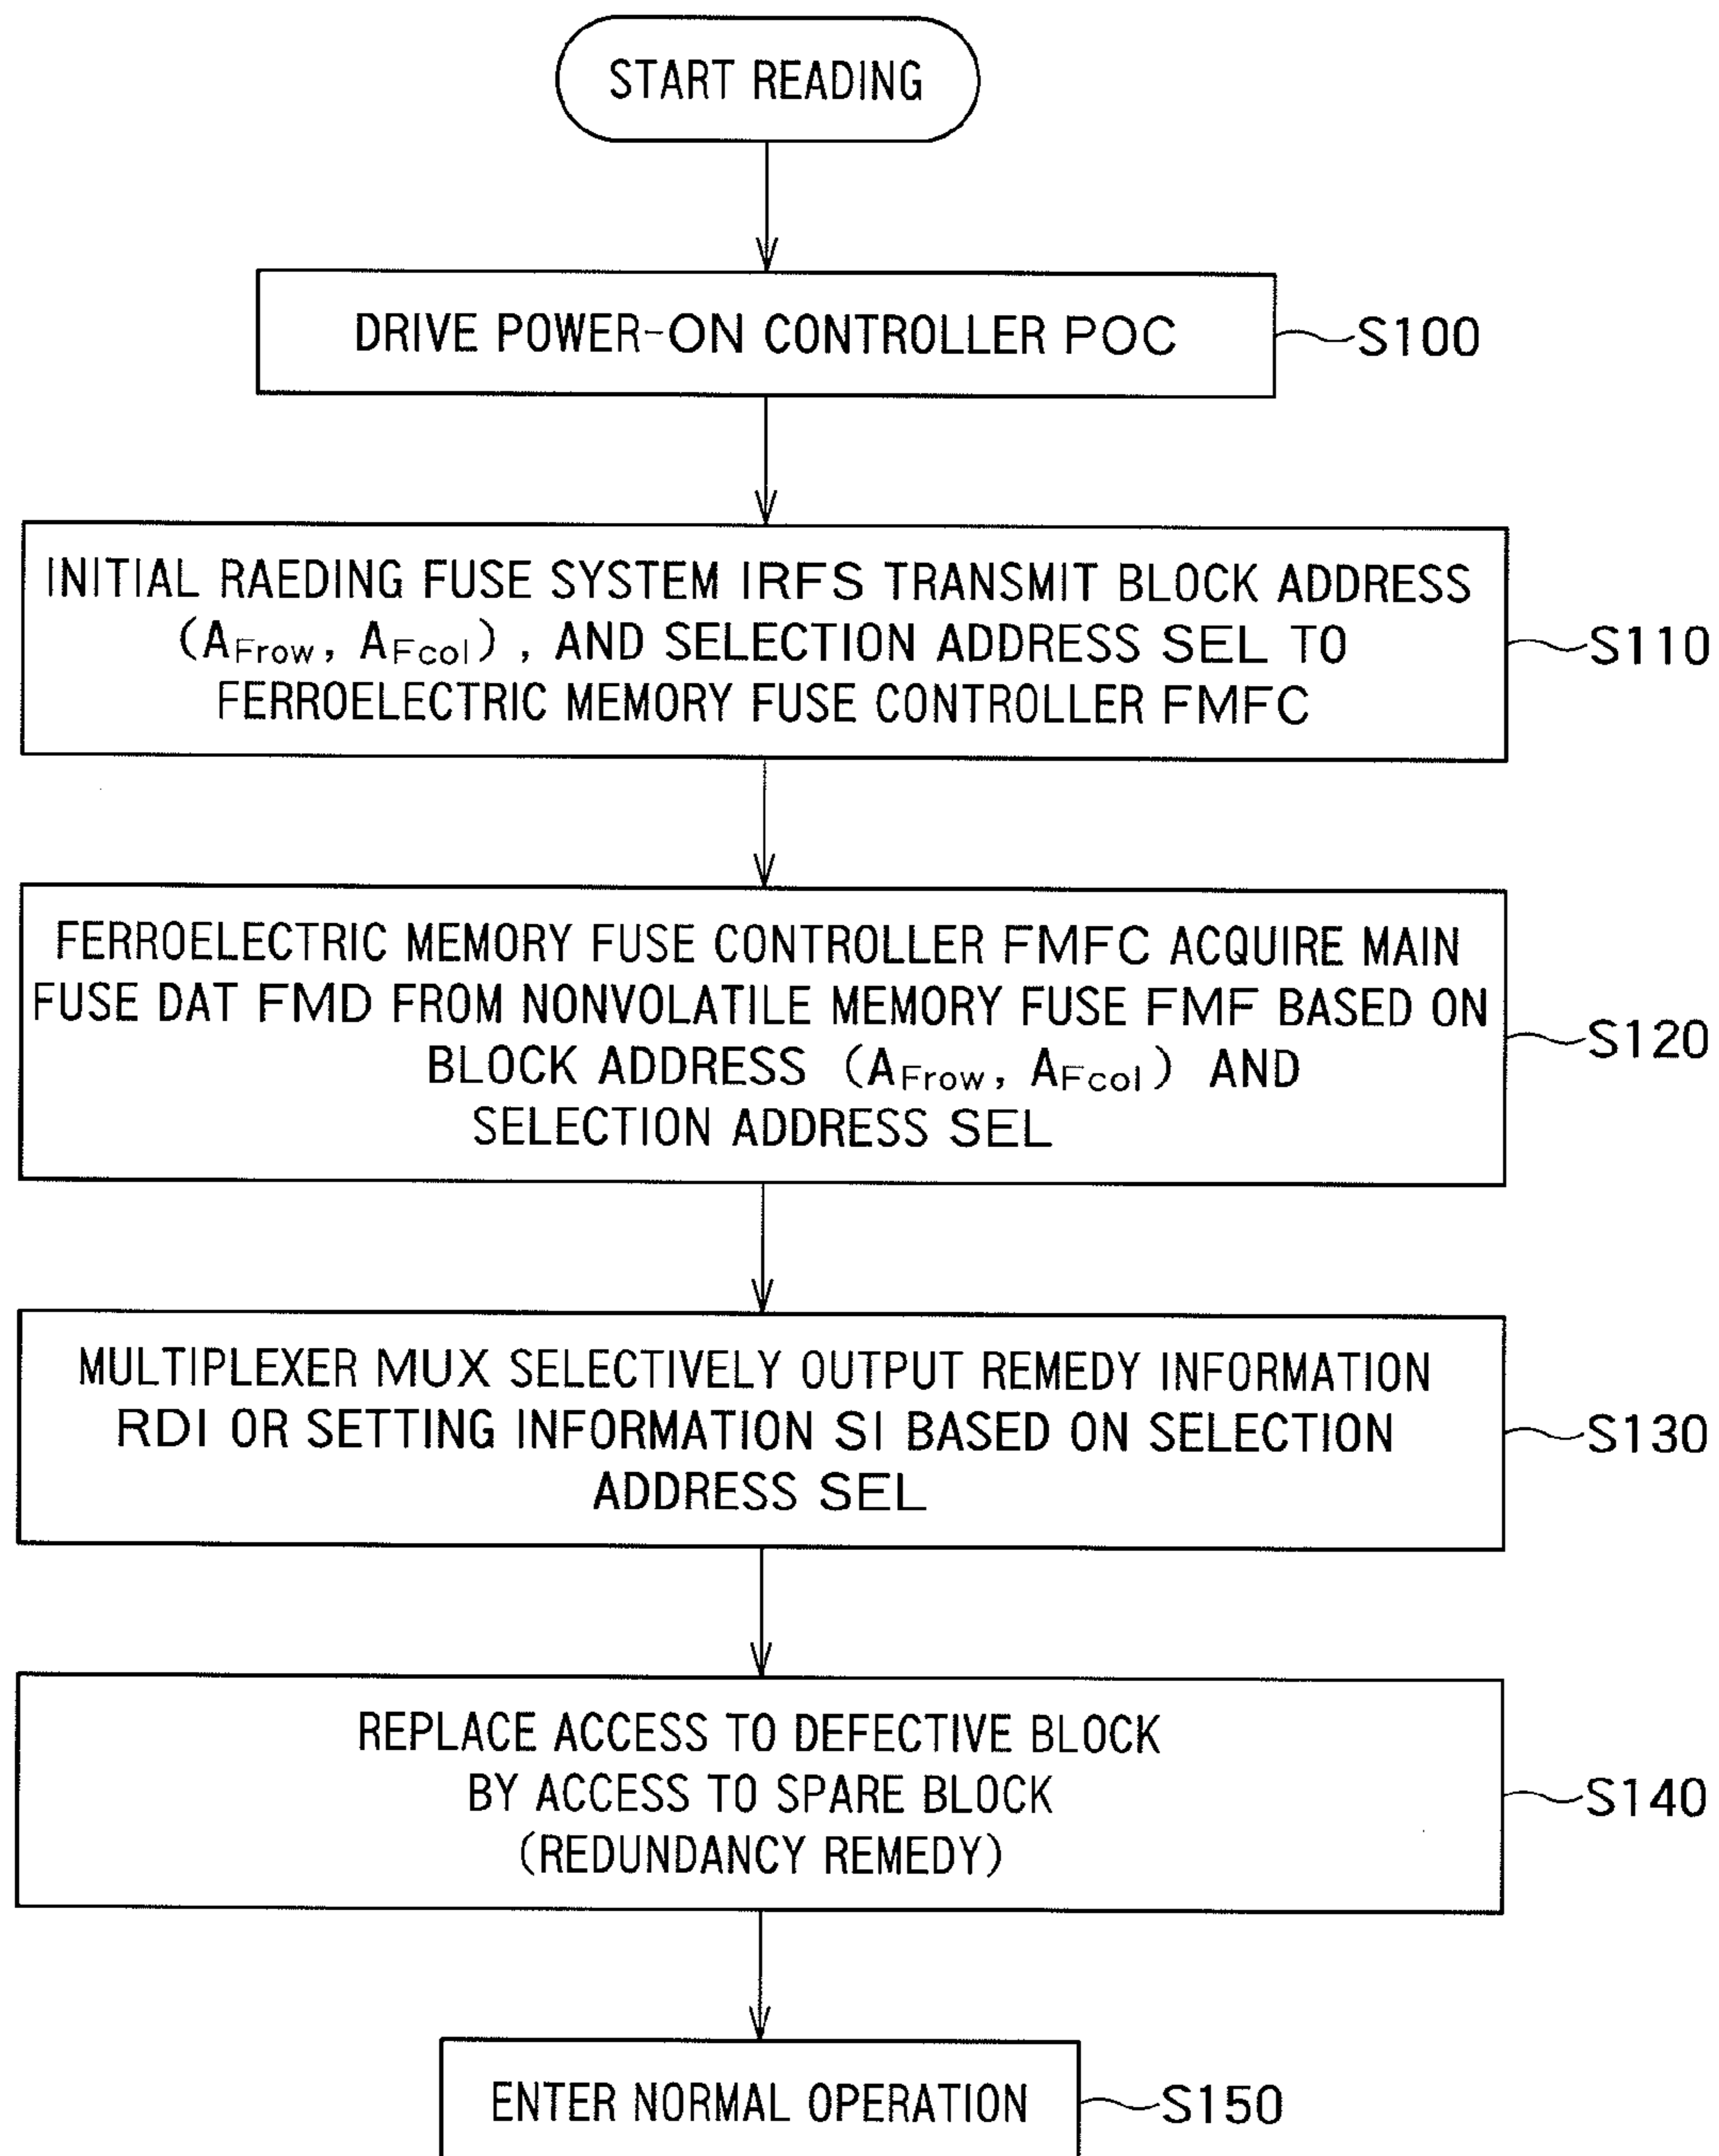 START READING
DRIVE POWER-ON CONTROLLER POC
S100
INITIAL RAEDING FUSE SYSTEM IRFS TRANSMIT BLOCK ADDRESS
(AFrow, AFcol), AND SELECTION ADDRESS SEL TO
FERROELECTRIC MEMORY FUSE CONTROLLER FMFC
S110
FERROELECTRIC MEMORY FUSE CONTROLLER FMFC ACQUIRE MAIN
FUSE DAT FMD FROM NONVOLATILE MEMORY FUSE FMF BASED ON
BLOCK ADDRESS (AFrow, AFcol) AND
SELECTION ADDRESS SEL
S120
MULTIPLEXER MUX SELECTIVELY OUTPUT REMEDY INFORMATION
RDI OR SETTING INFORMATION SI BASED ON SELECTION
ADDRESS SEL
S130
REPLACE ACCESS TO DEFECTIVE BLOCK
BY ACCESS TO SPARE BLOCK
(REDUNDANCY REMEDY)
S140
ENTER NORMAL OPERATION
S150